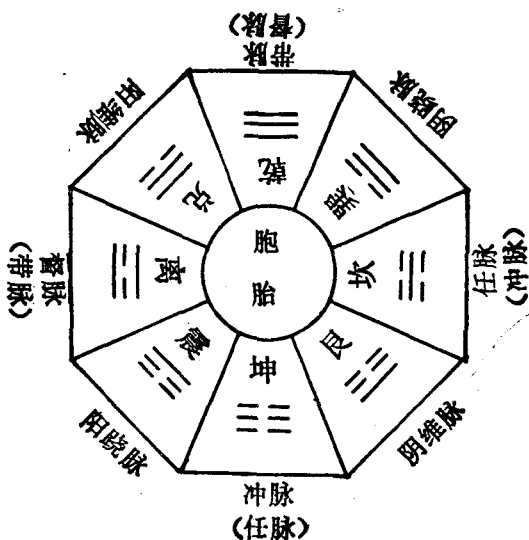 (督脉)
带脉
阳维脉
阴跷脉
乾
兑
巽
督脉
(带脉)
离
胞
胎
坎
任脉
(冲脉)
震
艮
坤
阳跷脉
阴维脉
冲脉
(任脉)